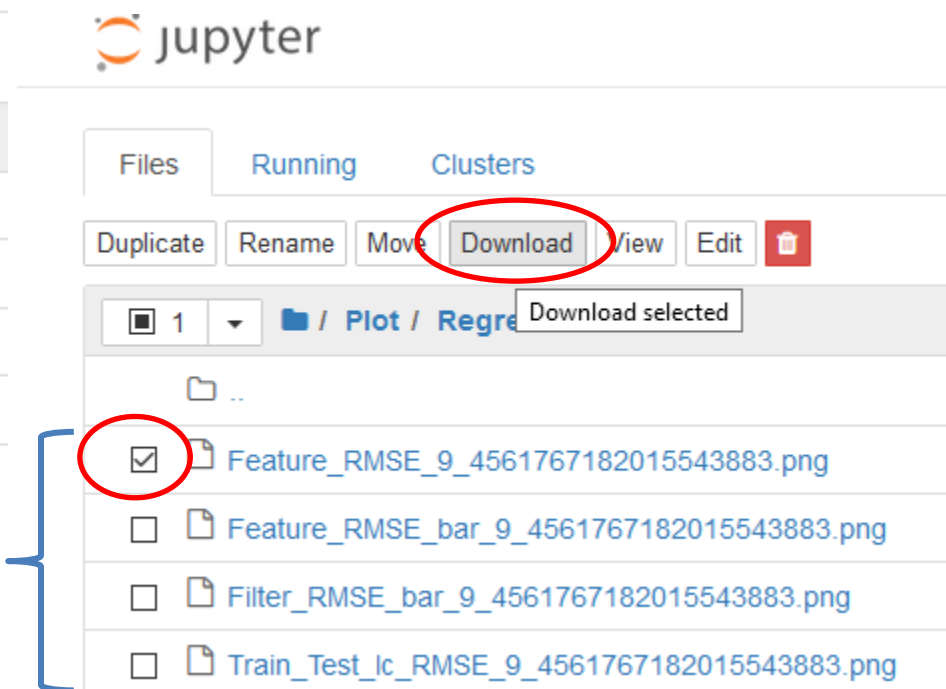 jupyter
Files Running Clusters
Duplicate Rename Move Download View Edit
1 / Plot / Regre
Download selected
..
Feature_RMSE_9_4561767182015543883.png
Feature_RMSE_bar_9_4561767182015543883.png
Filter_RMSE_bar_9_4561767182015543883.png
Train_Test_lc_RMSE_9_4561767182015543883.png